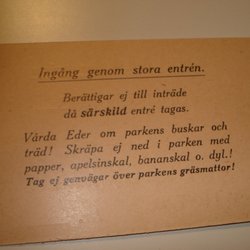 Ingång genom stora entrén.
Berättigar ej till inträde
då särskild entré tagas.
Vårda Eder om parkens buskar och
träd! Skräpa ej ned i parken med
papper, apelsinskal, bananskal o. dyl.!
Tag ej genvägar över parkens gräsmattor!